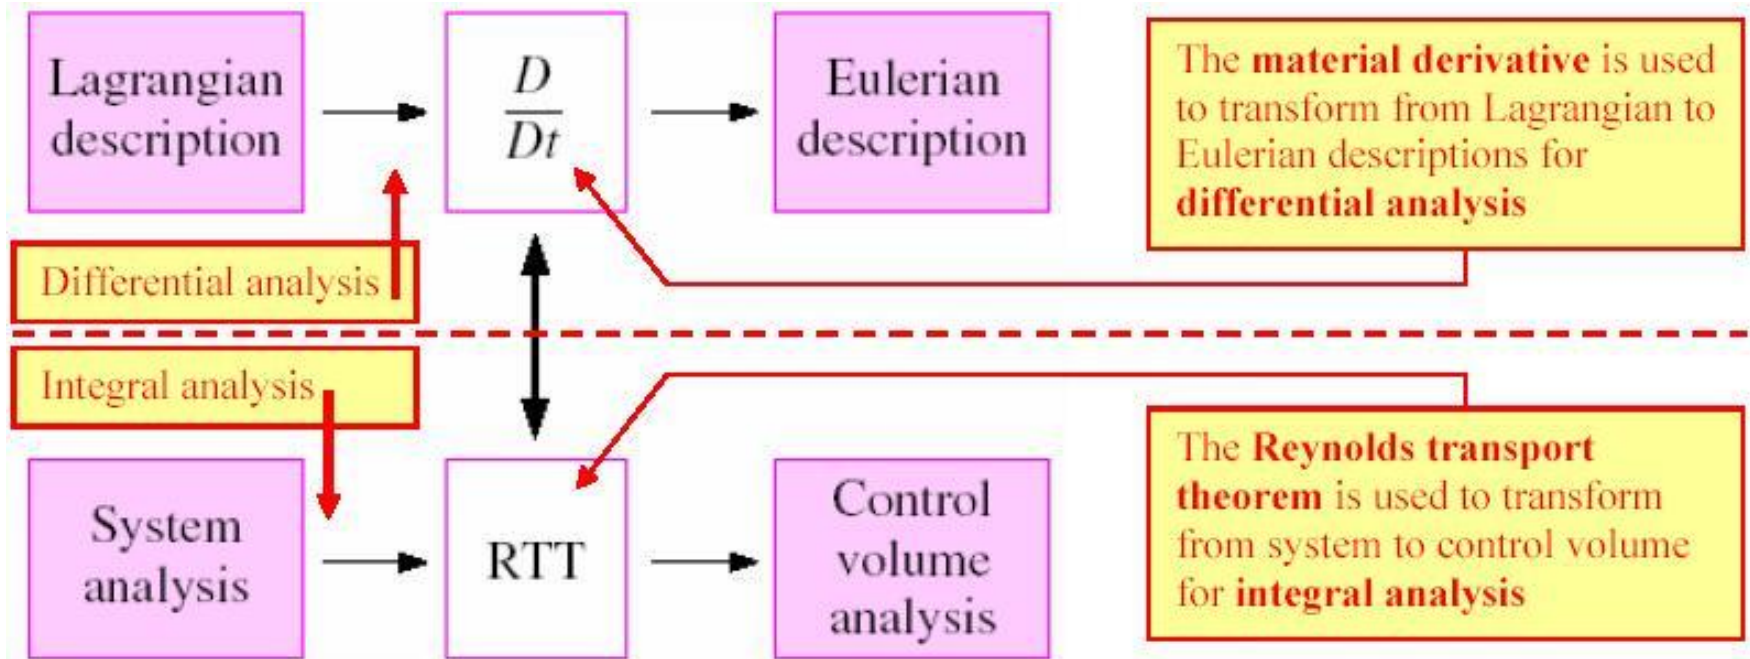 Lagrangian
description
D
Dt
Eulerian
description
The material derivative is used
to transform from Lagrangian to
Eulerian descriptions for
differential analysis
Differential analysis
Integral analysis
System
analysis
RTT
Control
volume
analysis
The Reynolds transport
theorem is used to transform
from system to control volume
for integral analysis